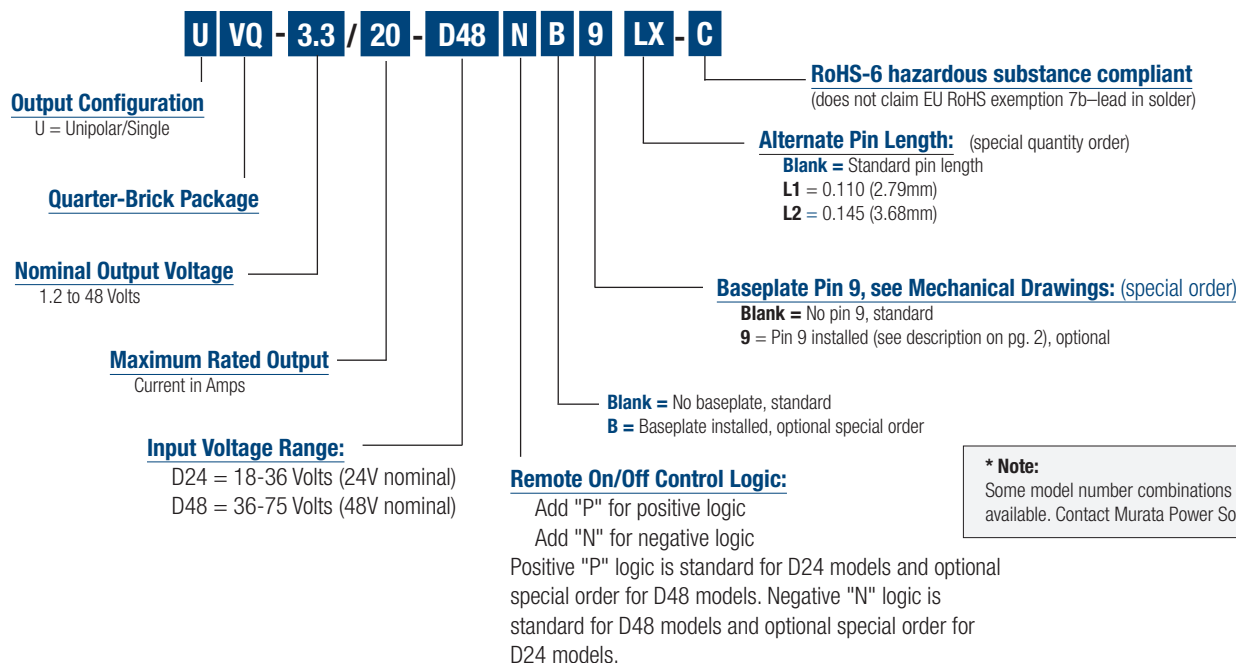 U VQ - 3.3 / 20 - D48 N B 9 LX - C
RoHS-6 hazardous substance compliant
(does not claim EU RoHS exemption 7b–lead in solder)
Output Configuration
U = Unipolar/Single
Alternate Pin Length: (special quantity order)
Blank = Standard pin length
L1 = 0.110 (2.79mm)
L2 = 0.145 (3.68mm)
Quarter-Brick Package
Nominal Output Voltage
1.2 to 48 Volts
Baseplate Pin 9, see Mechanical Drawings: (special order)
Blank = No pin 9, standard
9 = Pin 9 installed (see description on pg. 2), optional
Maximum Rated Output
Current in Amps
Blank = No baseplate, standard
B = Baseplate installed, optional special order
Input Voltage Range:
D24 = 18-36 Volts (24V nominal)
D48 = 36-75 Volts (48V nominal)
Remote On/Off Control Logic:
Add "P" for positive logic
Add "N" for negative logic
Positive "P" logic is standard for D24 models and optional
special order for D48 models. Negative "N" logic is
standard for D48 models and optional special order for
D24 models.
* Note:
Some model number combinations
available. Contact Murata Power So